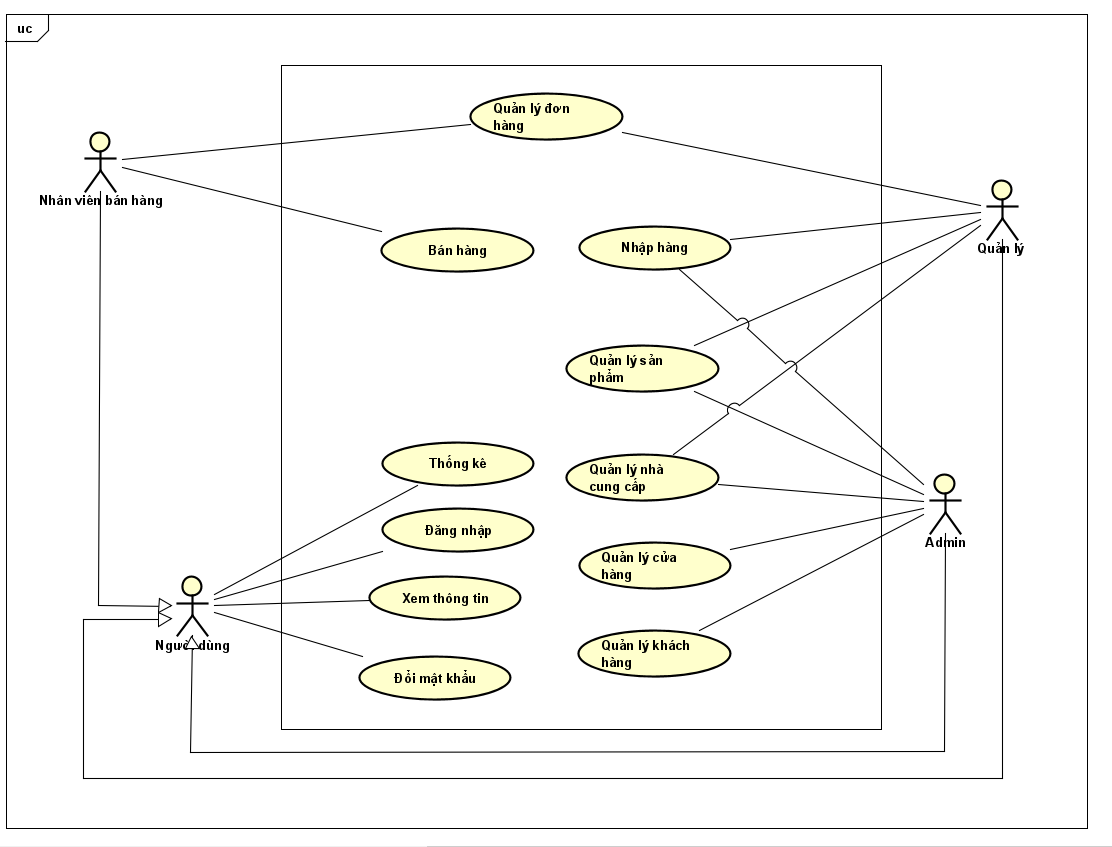 uc
Quản lý đơn
hàng
Nhân viên bán hàng
Bán hàng
Nhập hàng
Quản lý
Quản lý sản
phẩm
Thống kê
Quản lý nhà
cung cấp
Đăng nhập
Admin
Quản lý cửa
hàng
Xem thông tin
Người dùng
Quản lý khách
hàng
Đổi mật khẩu